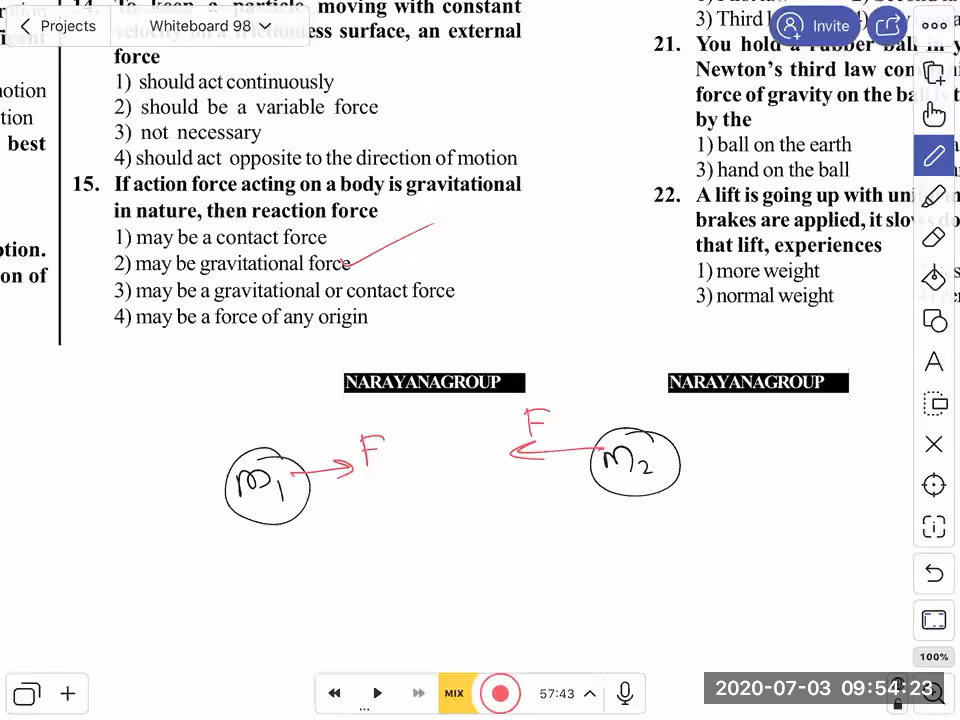 Projects
Whiteboard 98
Invite
moving with constant
surface, an external
force
1) should act continuously
2) should be a variable force
3) not necessary
4) should act opposite to the direction of motion
15. If action force acting on a body is gravitational
in nature, then reaction force
1) may be a contact force
2) may be gravitational force
3) may be a gravitational or contact force
4) may be a force of any origin
otion
tion
best
ption.
on of
3) Third
21. You hold a rubber ball in
Newton's third law
force of gravity on the ball is
by the
1) ball on the earth
3) hand on the ball
22. A lift is going up with
brakes are applied, it slows
that lift, experiences
1) more weight
3) normal weight
NARAYANAGROUP
NARAYANAGROUP
m1
F
F
m2
100%
MIX
57:43
2020-07-03 09:54:23